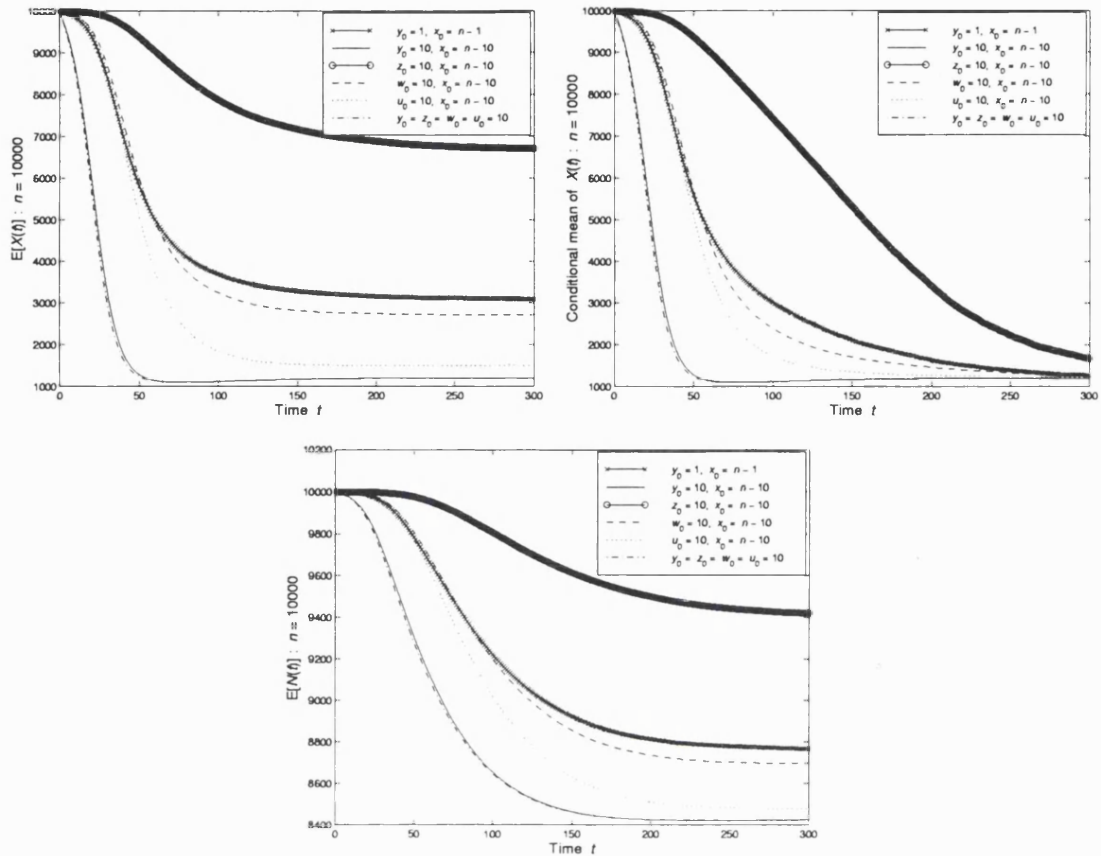 10000
9000
8000
7000
6000
5000
4000
3000
2000
1000
E[X(t)] : n = 10000
0 50 100 150 200 250 300
Time t
y₀ = 1, x₀ = n − 1
y₀ = 10, x₀ = n − 10
z₀ = 10, x₀ = n − 10
w₀ = 10, x₀ = n − 10
u₀ = 10, x₀ = n − 10
y₀ = z₀ = w₀ = u₀ = 10
10000
9000
8000
7000
6000
5000
4000
3000
2000
1000
Conditional mean of X(t) : n = 10000
0 50 100 150 200 250 300
Time t
y₀ = 1, x₀ = n − 1
y₀ = 10, x₀ = n − 10
z₀ = 10, x₀ = n − 10
w₀ = 10, x₀ = n − 10
u₀ = 10, x₀ = n − 10
y₀ = z₀ = w₀ = u₀ = 10
10200
10000
9800
9600
9400
9200
9000
8800
8600
8400
E[N(t)] : n = 10000
0 50 100 150 200 250 300
Time t
y₀ = 1, x₀ = n − 1
y₀ = 10, x₀ = n − 10
z₀ = 10, x₀ = n − 10
w₀ = 10, x₀ = n − 10
u₀ = 10, x₀ = n − 10
y₀ = z₀ = w₀ = u₀ = 10